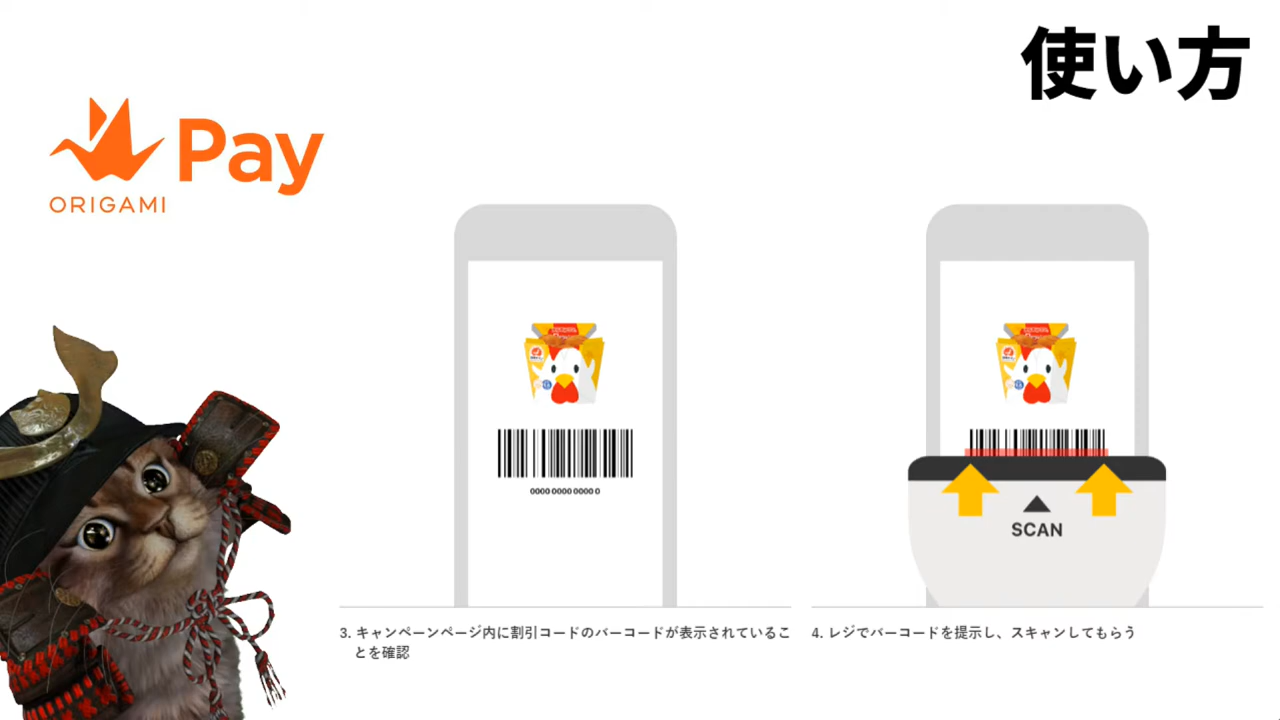 使い方
Pay
ORIGAMI
0000 0000 0000 0
SCAN
3. キャンペーンページ内に割引コードのバーコードが表示されているこ
とを確認
4. レジでバーコードを提示し、スキャンしてもらう